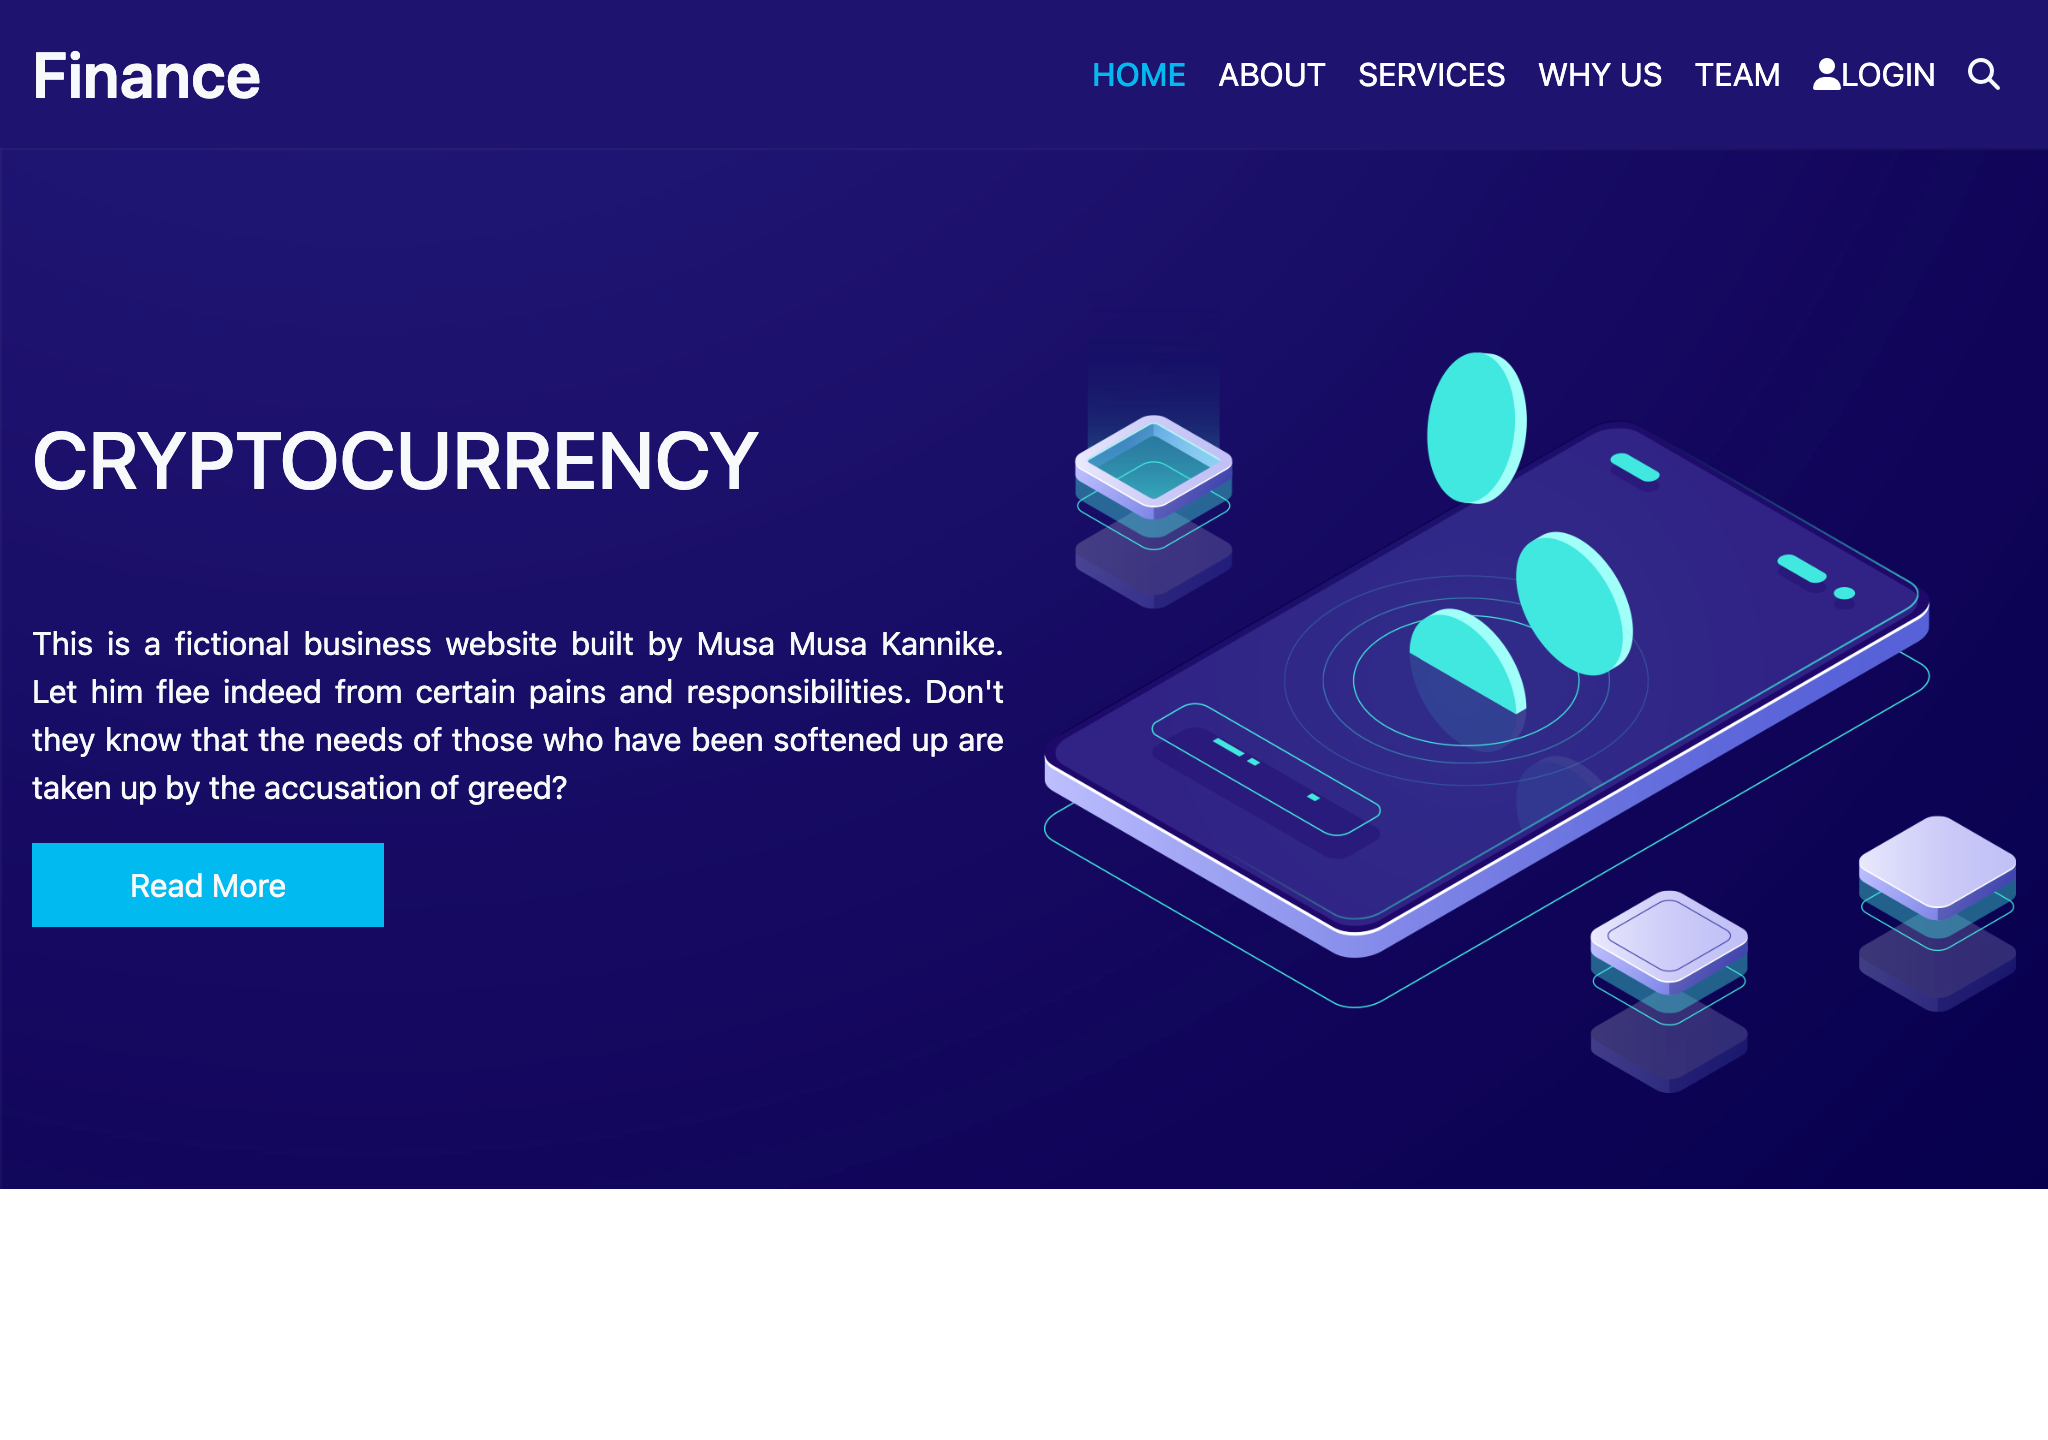 Finance
HOME ABOUT SERVICES WHY US TEAM LOGIN
CRYPTOCURRENCY
This is a fictional business website built by Musa Musa Kannike.
Let him flee indeed from certain pains and responsibilities. Don't
they know that the needs of those who have been softened up are
taken up by the accusation of greed?
Read More